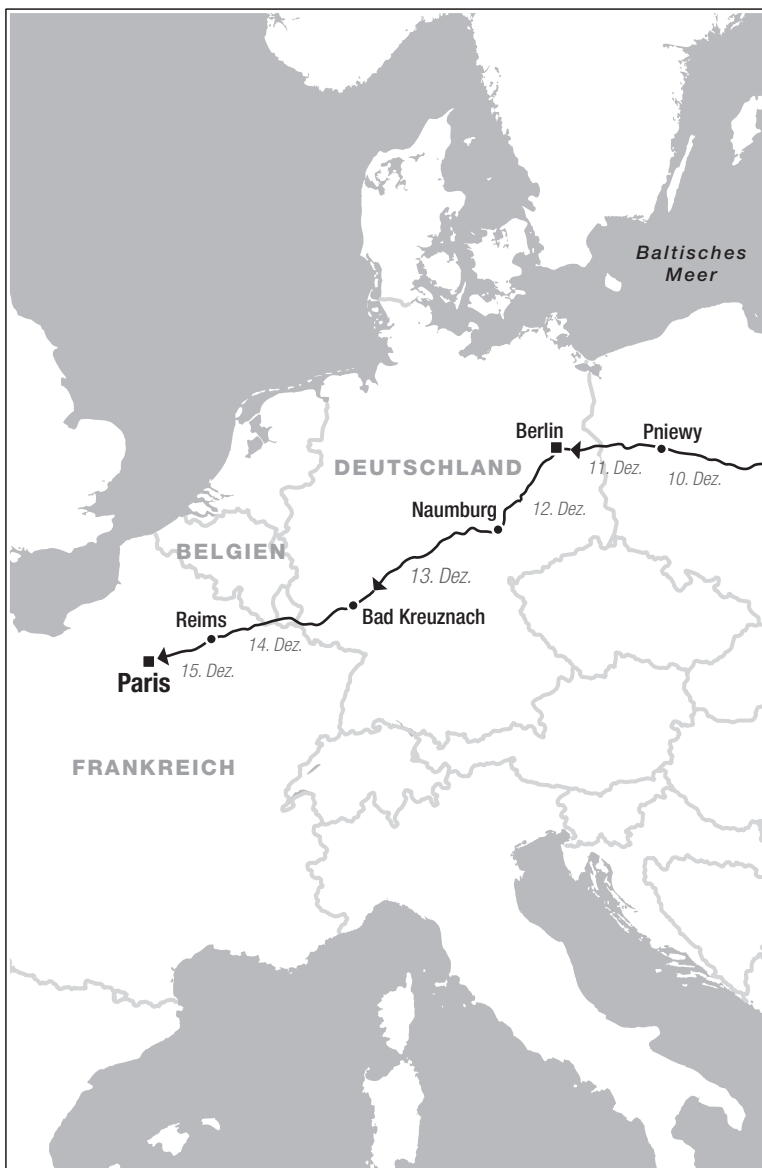 Baltisches
Meer
Berlin
Pniewy
11. Dez.
10. Dez.
DEUTSCHLAND
Naumburg
12. Dez.
BELGIEN
13. Dez.
Bad Kreuznach
Reims
14. Dez.
15. Dez.
Paris
FRANKREICH